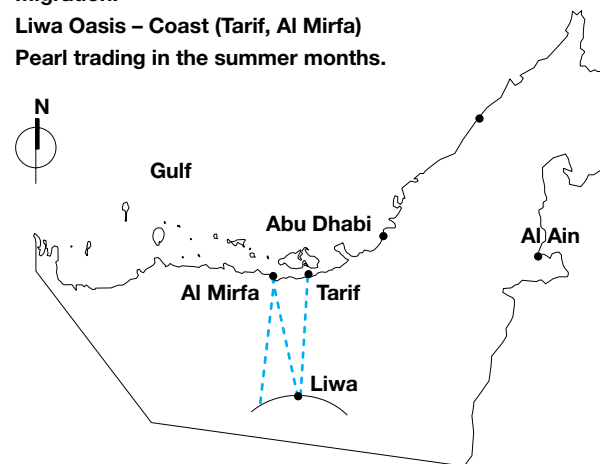 migration.
Liwa Oasis – Coast (Tarif, Al Mirfa)
Pearl trading in the summer months.
N
Gulf
Abu Dhabi
Al Ain
Al Mirfa
Tarif
Liwa